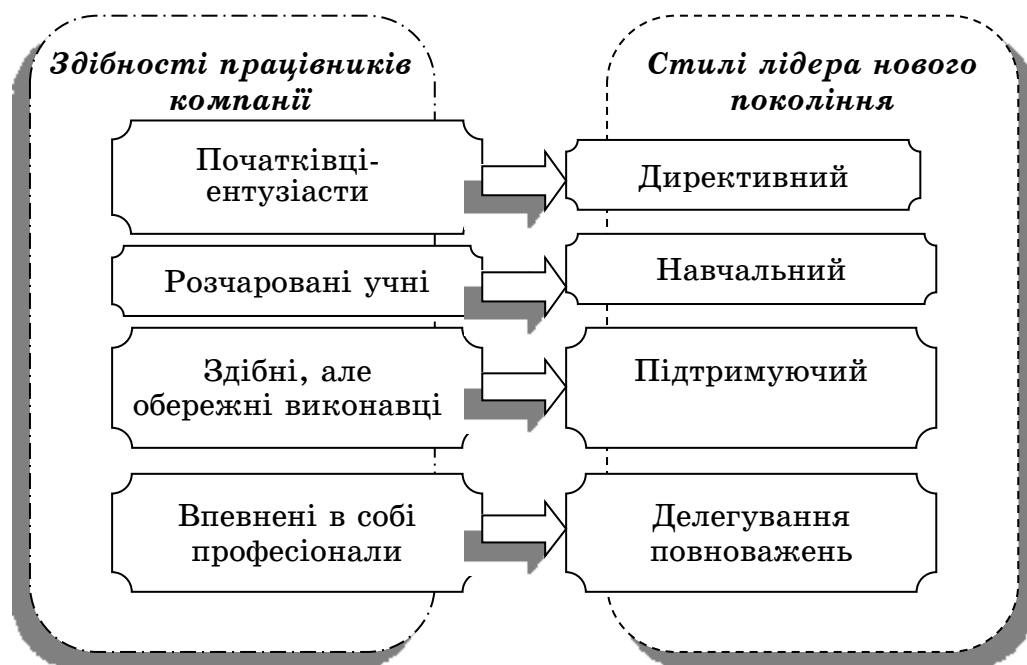 Здібності працівників
компанії
Стилі лідера нового
покоління
Початківці-
ентузіасти
Директивний
Розчаровані учні
Навчальний
Здібні, але
обережні виконавці
Підтримуючий
Впевнені в собі
професіонали
Делегування
повноважень